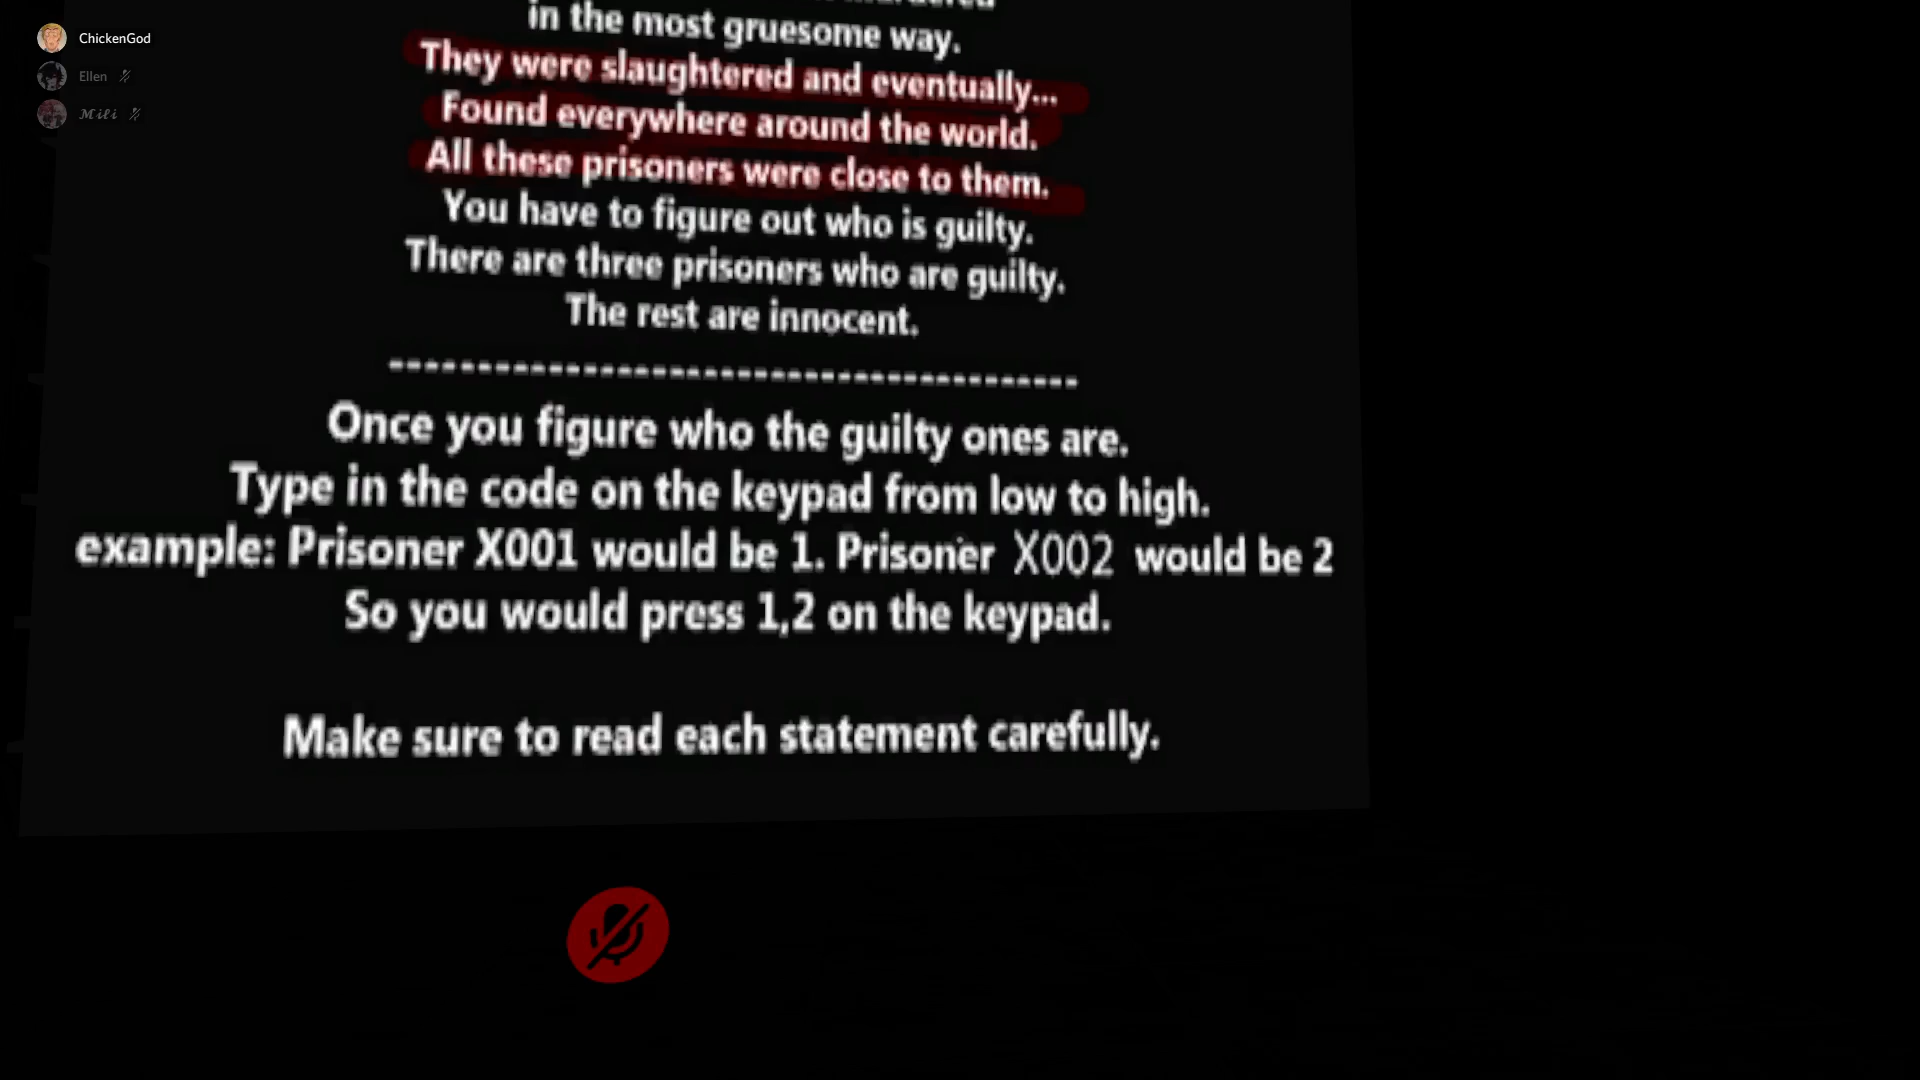 ChickenGod
Ellen
Mili
in the most gruesome way.
They were slaughtered and eventually...
Found everywhere around the world.
All these prisoners were close to them.
You have to figure out who is guilty.
There are three prisoners who are guilty.
The rest are innocent.
---------------------------------------
Once you figure who the guilty ones are.
Type in the code on the keypad from low to high.
example: Prisoner X001 would be 1. Prisoner X002 would be 2
So you would press 1,2 on the keypad.
Make sure to read each statement carefully.